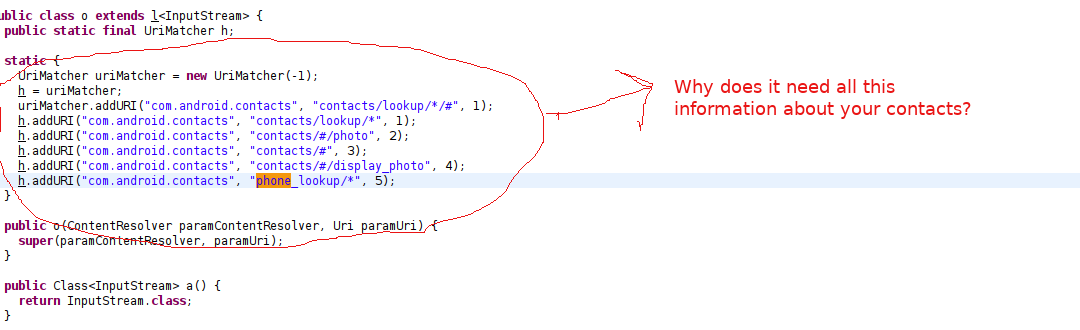 ublic class o extends l<InputStream> {
public static final UriMatcher h;
static {
UriMatcher uriMatcher = new UriMatcher(-1);
h = uriMatcher;
uriMatcher.addURI("com.android.contacts", "contacts/lookup/*/#", 1);
h.addURI("com.android.contacts", "contacts/lookup/*", 1);
h.addURI("com.android.contacts", "contacts/#/photo", 2);
h.addURI("com.android.contacts", "contacts/#", 3);
h.addURI("com.android.contacts", "contacts/#/display_photo", 4);
h.addURI("com.android.contacts", "phone_lookup/*", 5);
}
public o(ContentResolver paramContentResolver, Uri paramUri) {
super(paramContentResolver, paramUri);
}
public Class<InputStream> a() {
return InputStream.class;
}
Why does it need all this
information about your contacts?